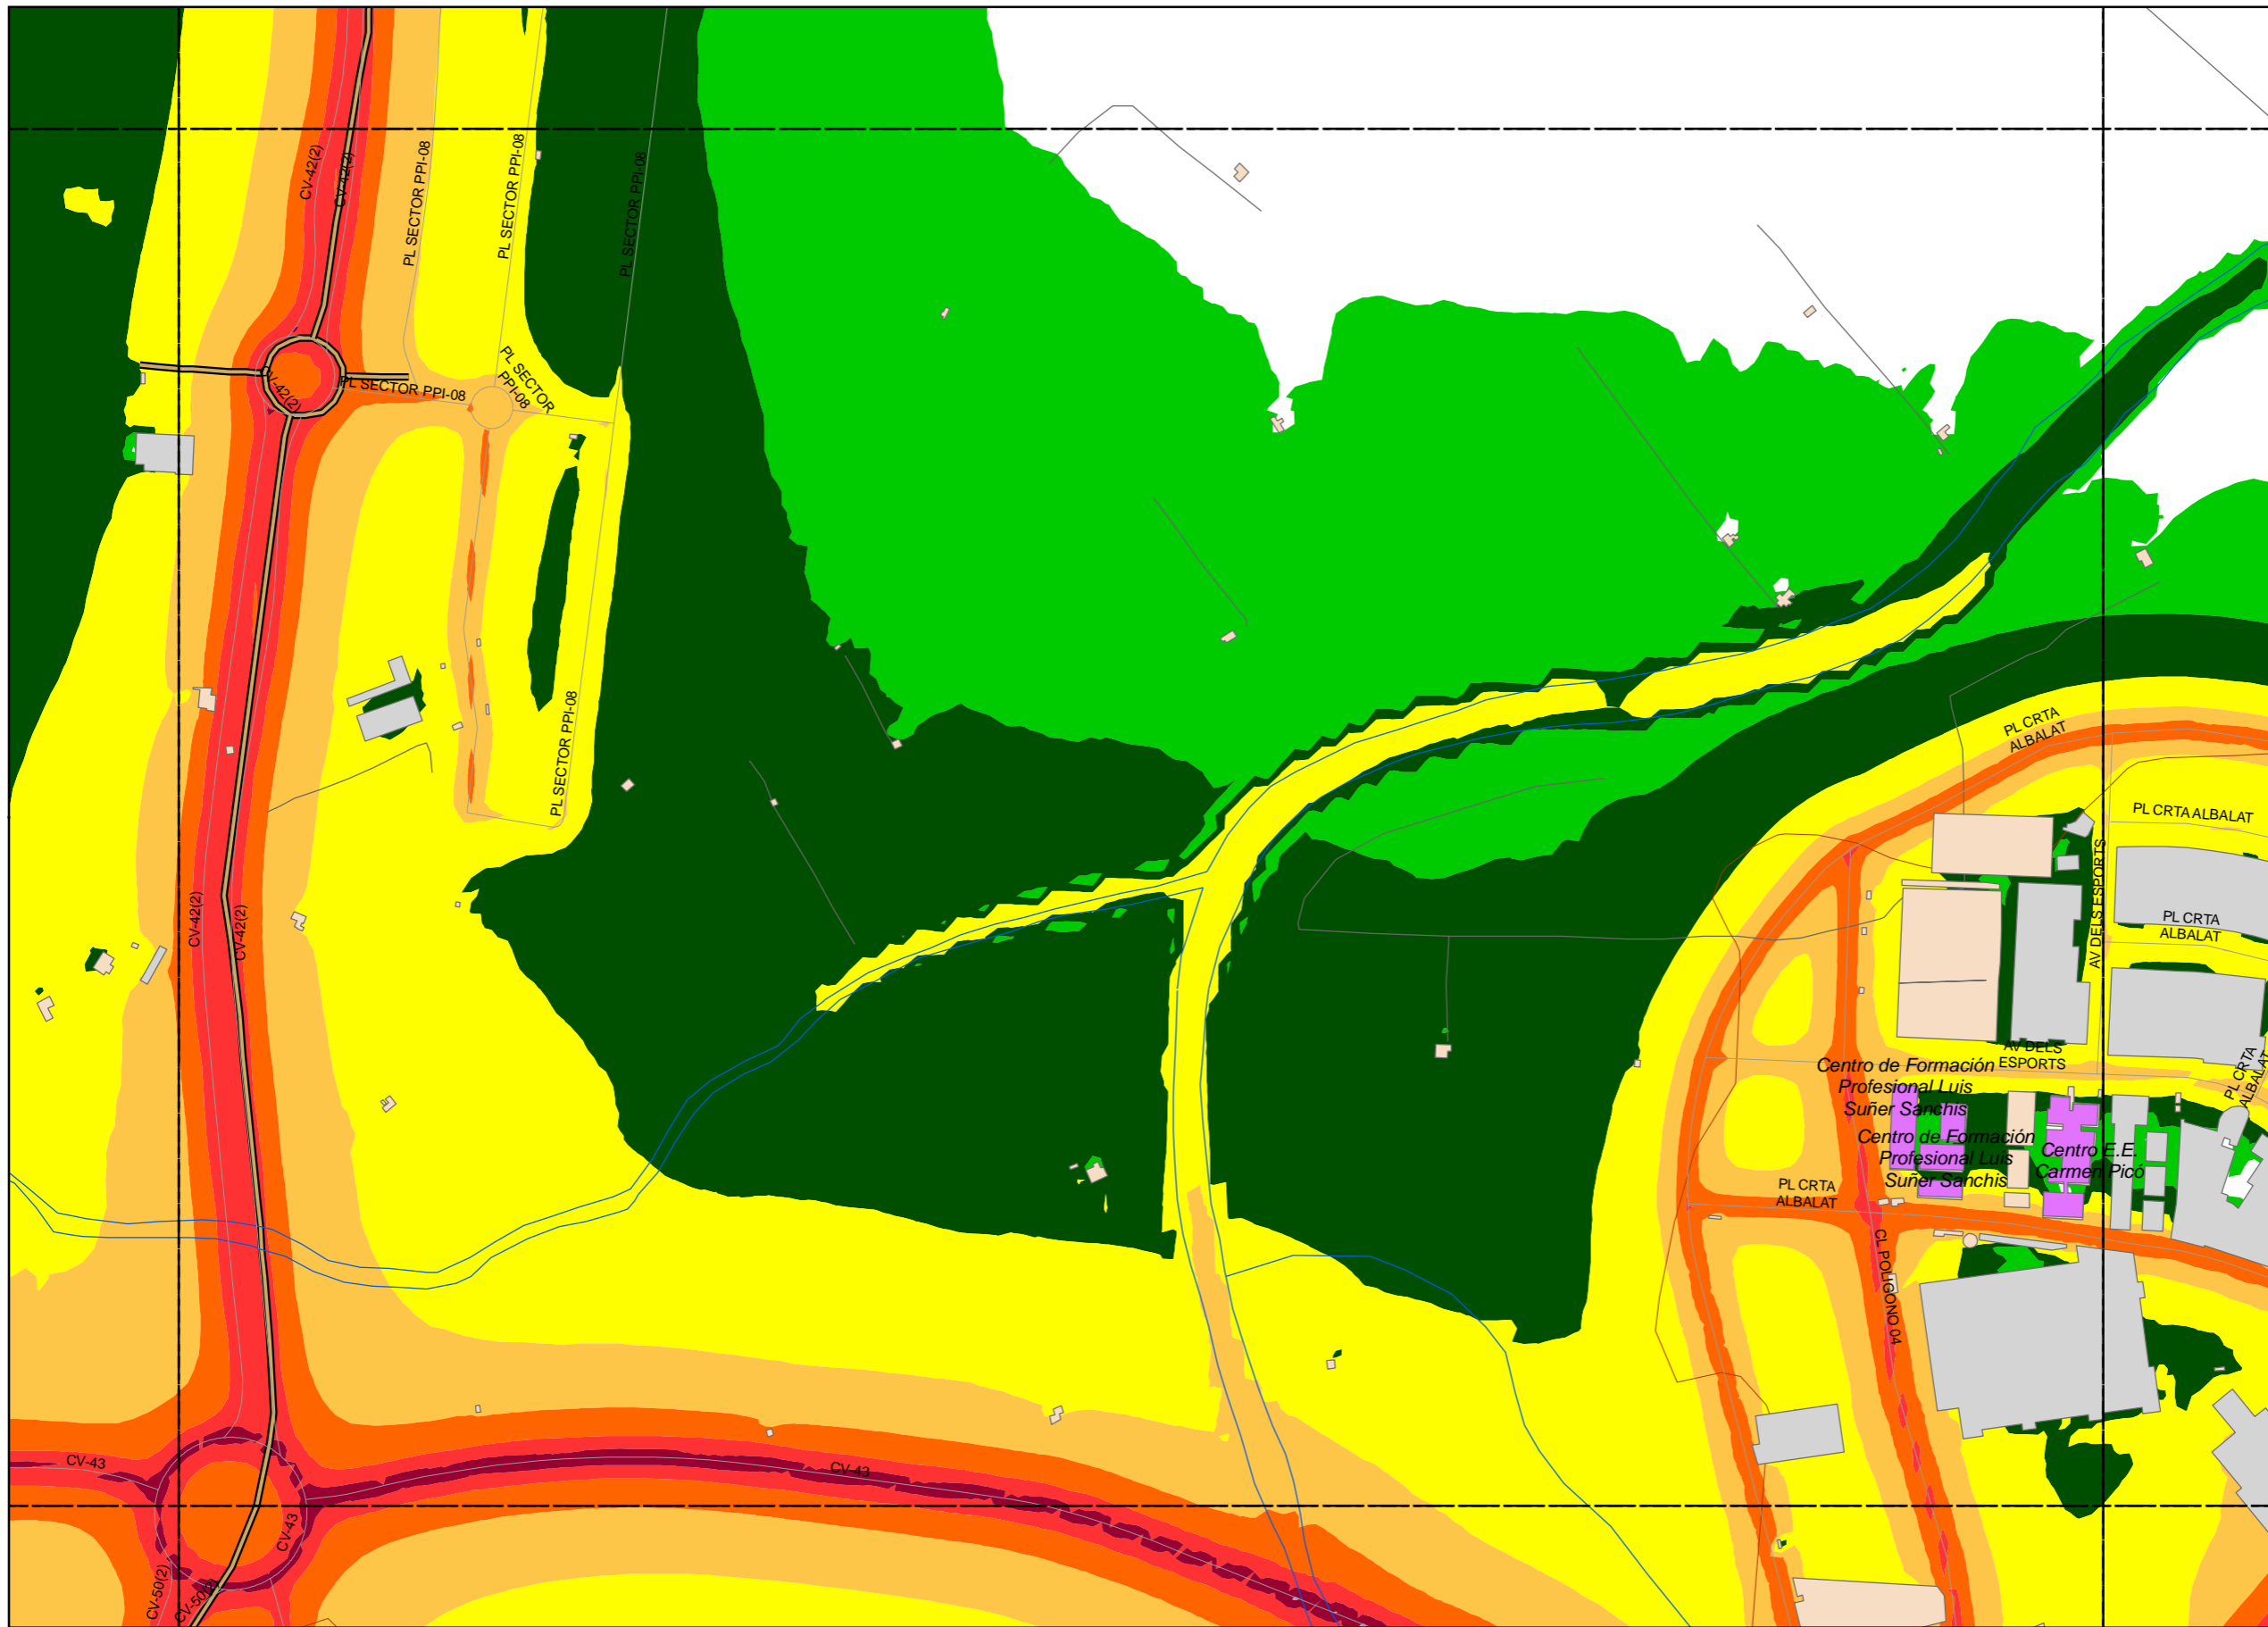 CV-42(2)
CV-42(2)
PL SECTOR PPI-08
PL SECTOR PPI-08
PL SECTOR PPI-08
CV-42(2)
PL SECTOR PPI-08
PL SECTOR
PPI-08
PL SECTOR PPI-08
PL CRTA
ALBALAT
PL CRTA ALBALAT
AV DELS ESPORTS
PL CRTA
ALBALAT
CV-42(2)
CV-42(2)
AV DELS
ESPORTS
PL CRTA
ALBALAT
Centro de Formación
Profesional Luis
Suñer Sanchis
Centro de Formación
Profesional Luis
Suñer Sanchis
Centro E.E.
Carmen Picó
PL CRTA
ALBALAT
CL POLIGONO 04
CV-43
CV-43
CV-43
CV-50(2)
CV-50(2)